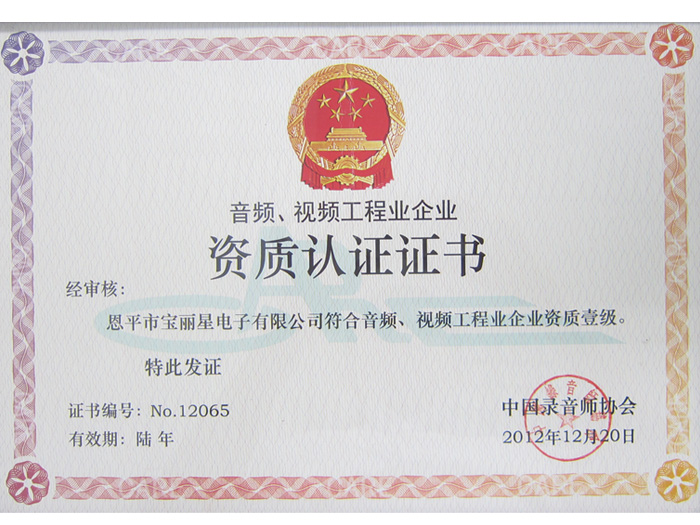 音频、视频工程业企业
资质认证证书
经审核：
恩平市宝丽星电子有限公司符合音频、视频工程业企业资质壹级。
特此发证
证书编号：No.12065
中国录音师协会
有效期：陆 年
2012年12月20日